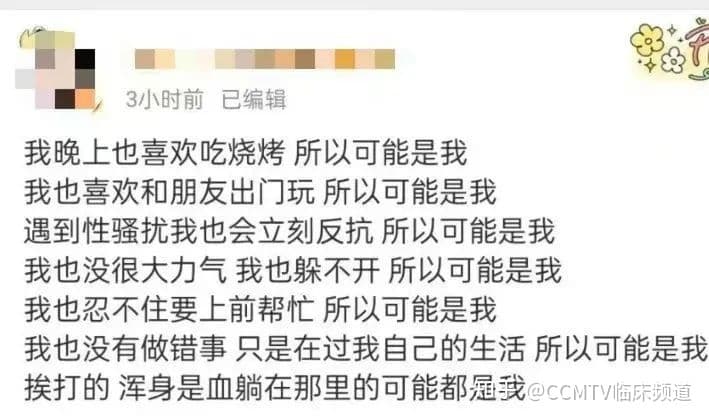 3小时前 已编辑
我晚上也喜欢吃烧烤 所以可能是我
我也喜欢和朋友出门玩 所以可能是我
遇到性骚扰我也会立刻反抗 所以可能是我
我也没很大力气 我也躲不开 所以可能是我
我也忍不住要上前帮忙 所以可能是我
我也没有做错事 只是在过我自己的生活 所以可能是我
挨打的 浑身是血躺在那里的可能都是我
知乎 @CCMTV临床频道